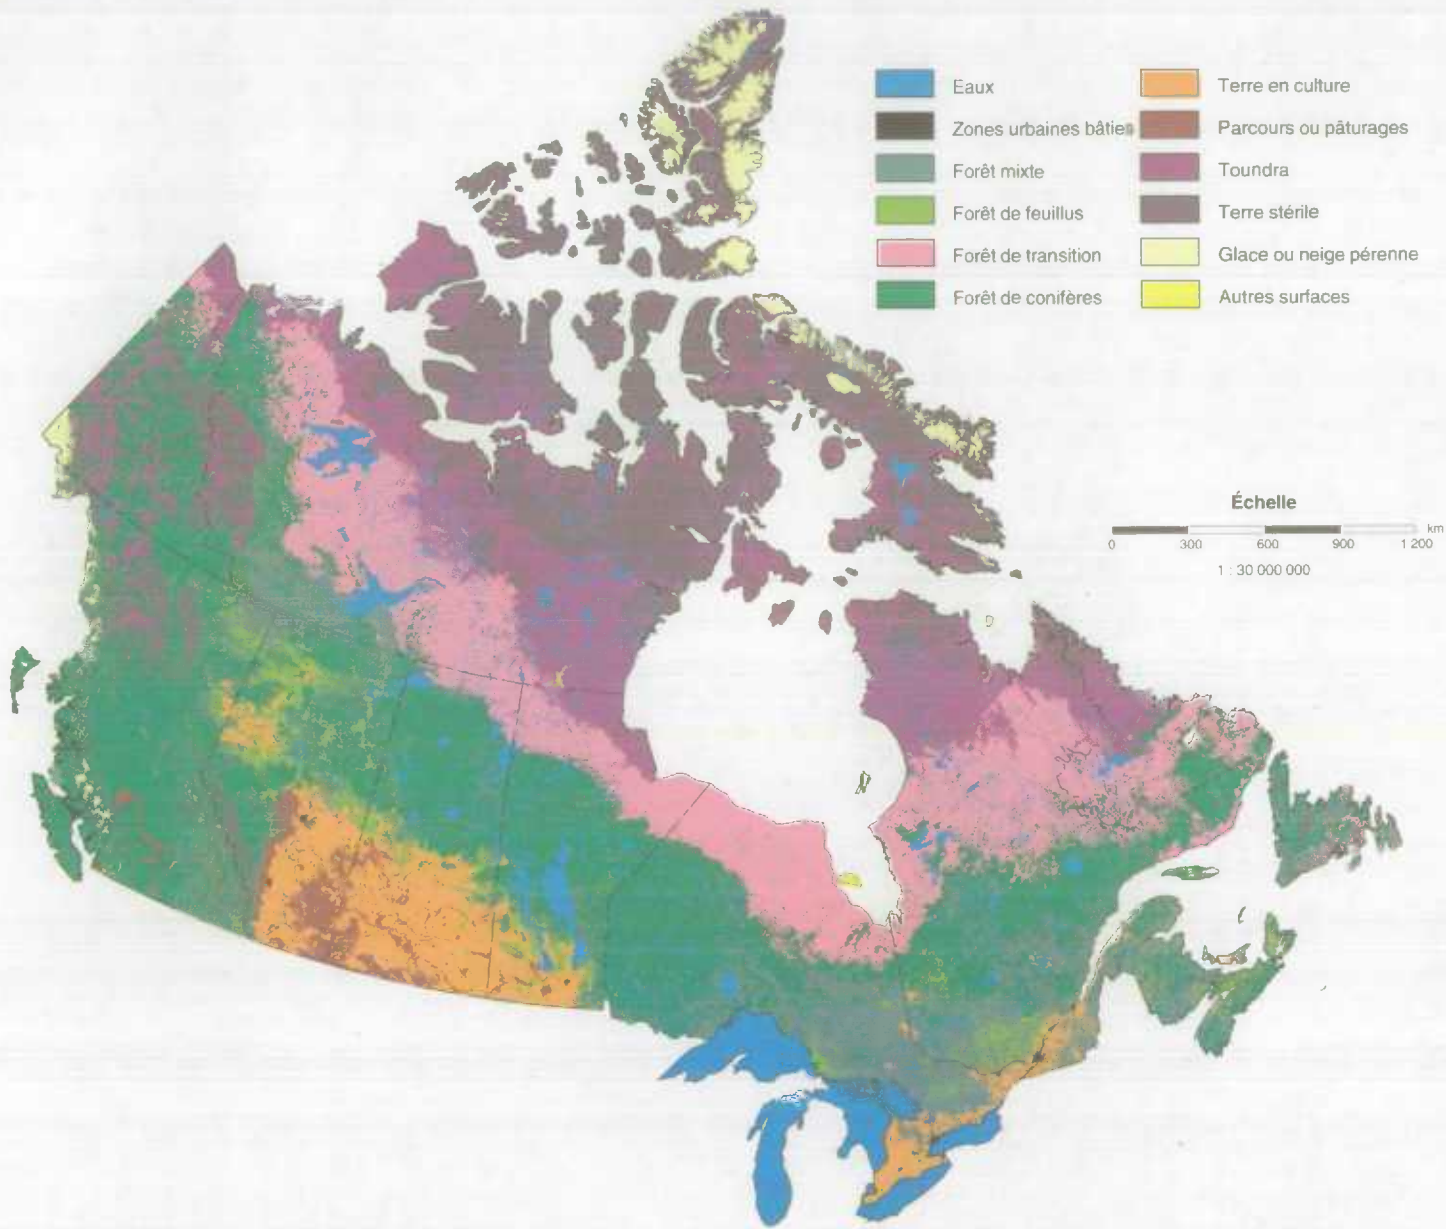 Eaux
Zones urbaines bâties
Forêt mixte
Forêt de feuillus
Forêt de transition
Forêt de conifères
Terre en culture
Parcours ou pâturages
Toundra
Terre stérile
Glace ou neige pérenne
Autres surfaces
Échelle
km
0 300 600 900 1 200
1 : 30 000 000